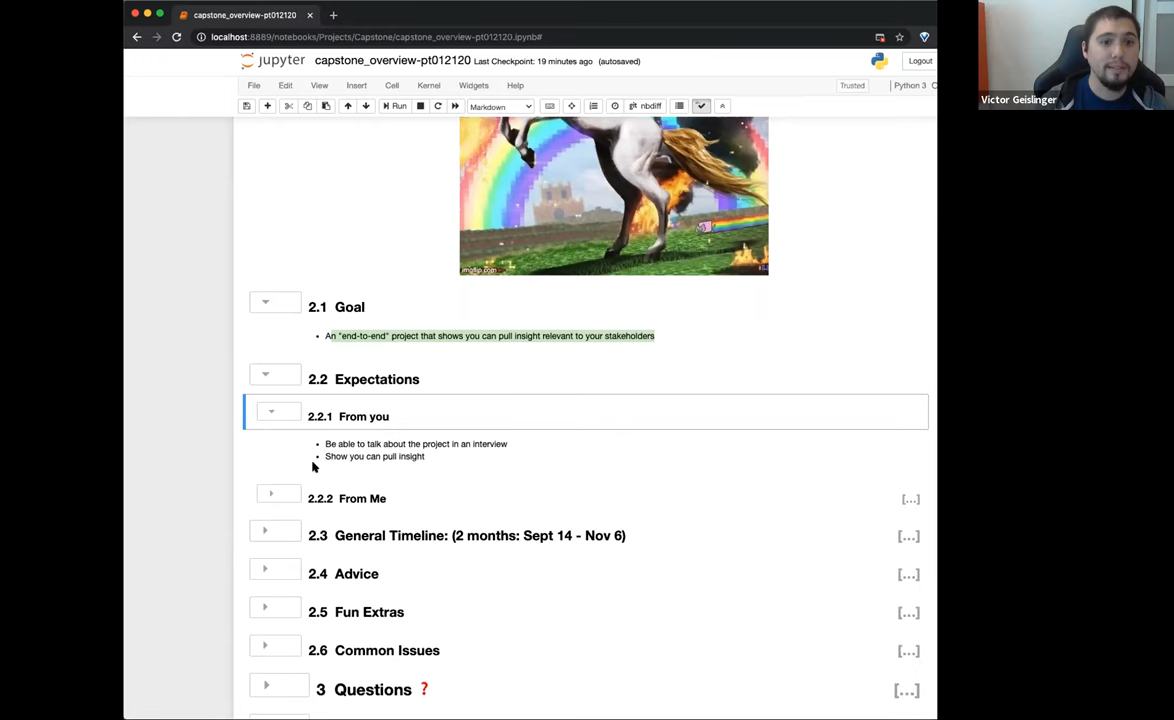 capstone_overview-pt012120
localhost:8889/notebooks/Projects/Capstone/capstone_overview-pt012120.ipynb#
jupyter capstone_overview-pt012120 Last Checkpoint: 19 minutes ago (autosaved)
Logout
File Edit View Insert Cell Kernel Widgets Help
Trusted
Python 3
Run
Markdown
nbdiff
Victor Geislinger
imgflip.com
2.1 Goal
An "end-to-end" project that shows you can pull insight relevant to your stakeholders
2.2 Expectations
2.2.1 From you
Be able to talk about the project in an interview
Show you can pull insight
2.2.2 From Me
[...]
2.3 General Timeline: (2 months: Sept 14 - Nov 6)
[...]
2.4 Advice
[...]
2.5 Fun Extras
[...]
2.6 Common Issues
[...]
3 Questions ❓
[...]